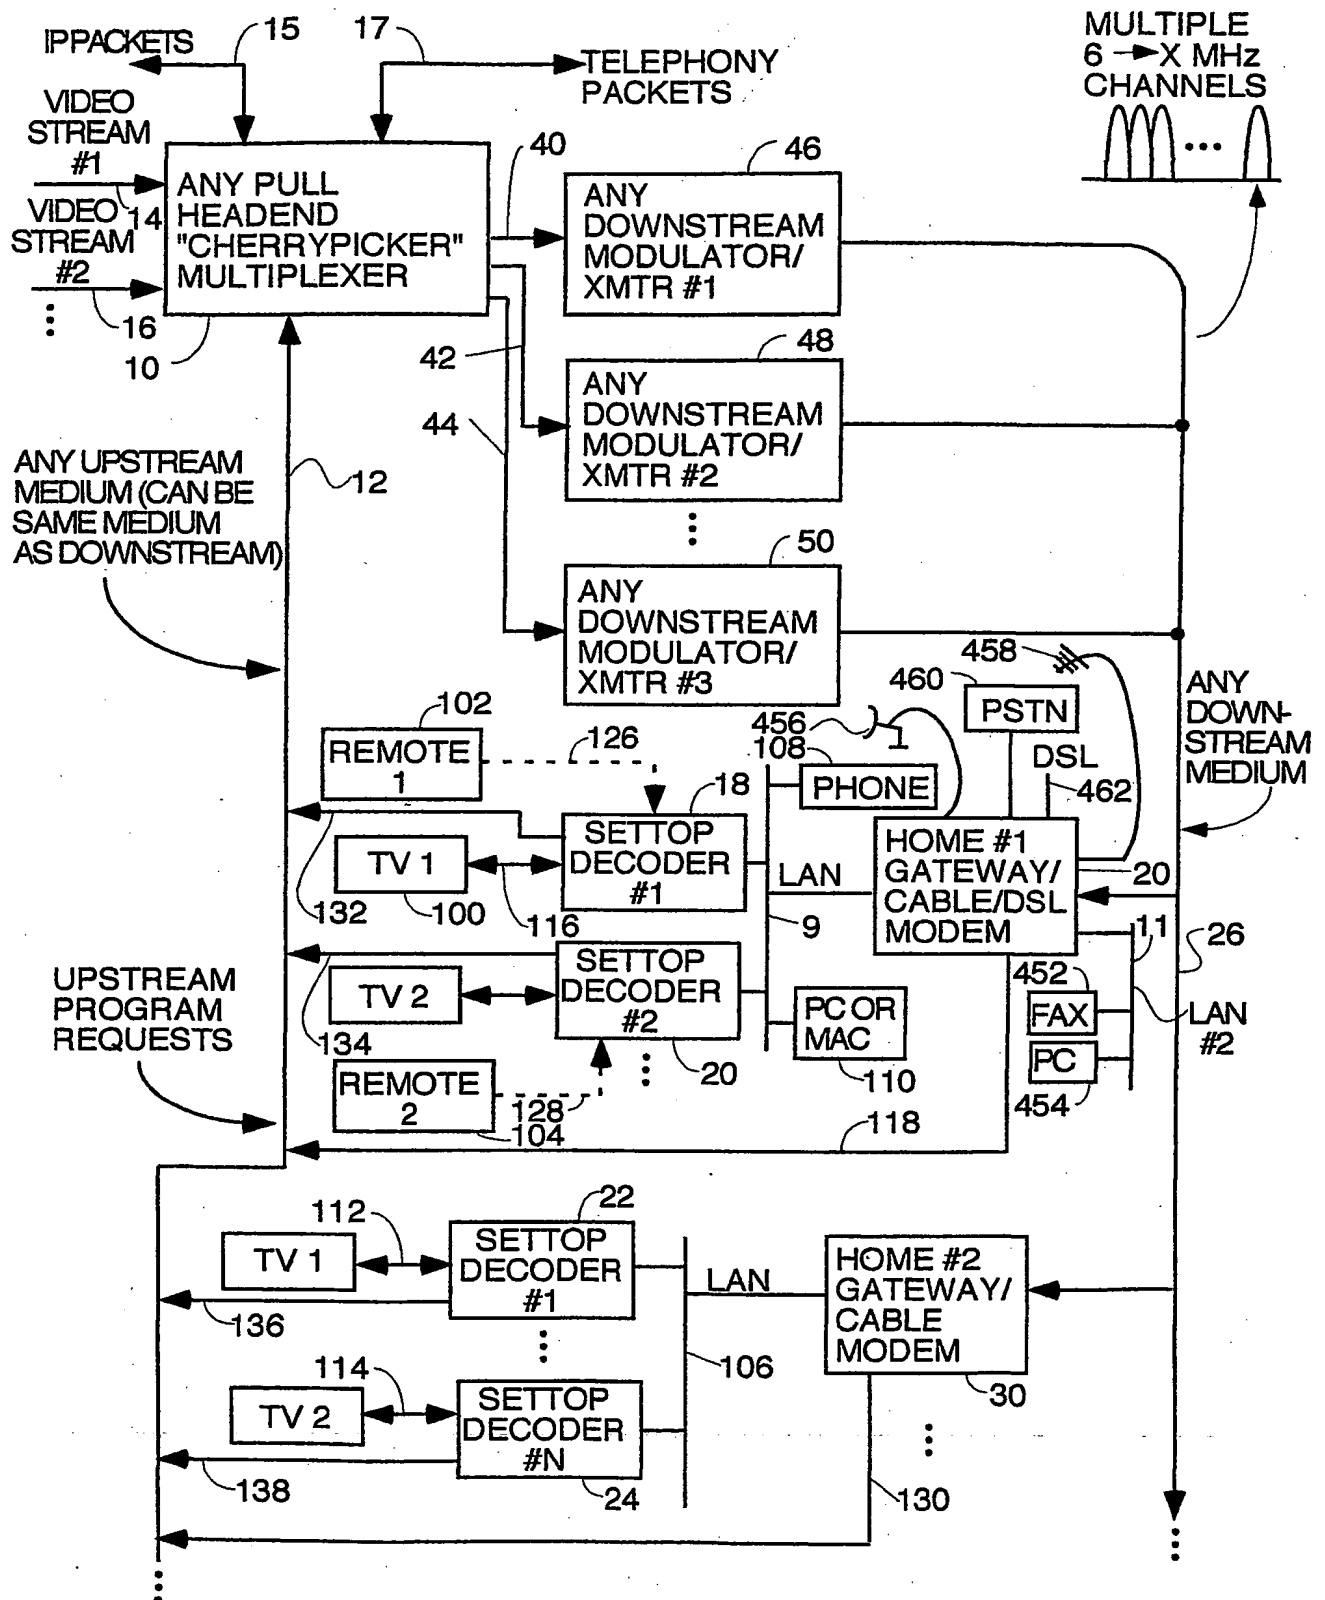 15
17
IPPACKETS
TELEPHONY
PACKETS
MULTIPLE
6 → X MHz
CHANNELS
VIDEO
STREAM
#1
14
VIDEO
STREAM
#2
16
10
ANY PULL
HEADEND
"CHERRYPICKER"
MULTIPLEXER
40
42
44
46
ANY
DOWNSTREAM
MODULATOR/
XMTR #1
48
ANY
DOWNSTREAM
MODULATOR/
XMTR #2
50
ANY
DOWNSTREAM
MODULATOR/
XMTR #3
ANY UPSTREAM
MEDIUM (CAN BE
SAME MEDIUM
AS DOWNSTREAM)
12
ANY
DOWN-
STREAM
MEDIUM
102
REMOTE
1
126
18
SETTOP
DECODER
#1
TV 1
100
116
132
456
108
PHONE
460
PSTN
458
DSL
462
LAN
9
HOME #1
GATEWAY/
CABLE/DSL
MODEM
20
11
26
UPSTREAM
PROGRAM
REQUESTS
TV 2
134
SETTOP
DECODER
#2
20
REMOTE
2
104
128
PC OR
MAC
110
452
FAX
PC
454
LAN
#2
118
112
22
TV 1
SETTOP
DECODER
#1
136
LAN
106
HOME #2
GATEWAY/
CABLE
MODEM
30
114
TV 2
SETTOP
DECODER
#N
138
24
130